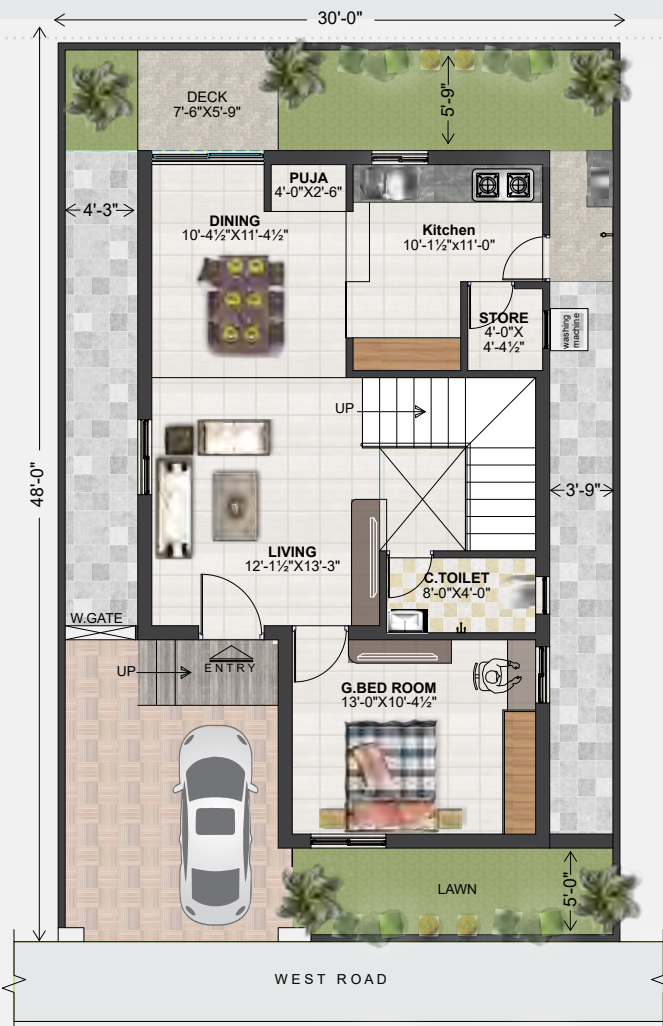 30'-0"
DECK
7'-6"X5'-9"
5'-9"
PUJA
4'-0"X2'-6"
4'-3"
DINING
10'-4½"X11'-4½"
Kitchen
10'-1½"x11'-0"
STORE
4'-0"X
4'-4½"
washing
machine
UP
48'-0"
3'-9"
LIVING
12'-1½"X13'-3"
C.TOILET
8'-0"X4'-0"
W.GATE
UP
ENTRY
G.BED ROOM
13'-0"X10'-4½"
LAWN
5'-0"
WEST ROAD